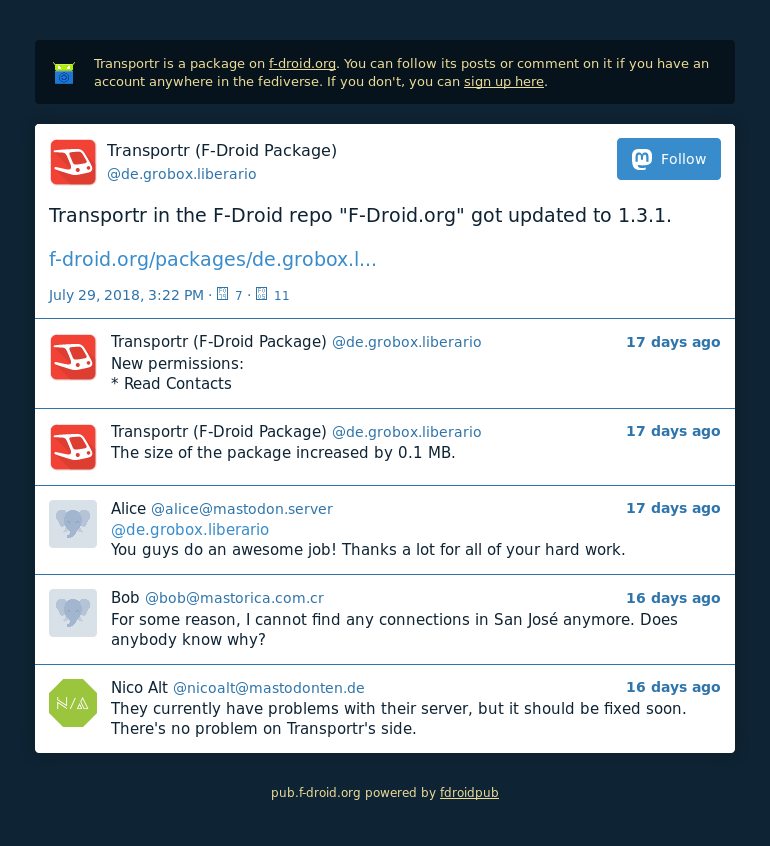 Transportr is a package on f-droid.org. You can follow its posts or comment on it if you have an
account anywhere in the fediverse. If you don't, you can sign up here.
Transportr (F-Droid Package)
@de.grobox.liberario
Follow
Transportr in the F-Droid repo "F-Droid.org" got updated to 1.3.1.
f-droid.org/packages/de.grobox.l...
July 29, 2018, 3:22 PM · 7 · 11
Transportr (F-Droid Package) @de.grobox.liberario 17 days ago
New permissions:
* Read Contacts
Transportr (F-Droid Package) @de.grobox.liberario 17 days ago
The size of the package increased by 0.1 MB.
Alice @alice@mastodon.server 17 days ago
@de.grobox.liberario
You guys do an awesome job! Thanks a lot for all of your hard work.
Bob @bob@mastorica.com.cr 16 days ago
For some reason, I cannot find any connections in San José anymore. Does
anybody know why?
N/A
Nico Alt @nicoalt@mastodonten.de 16 days ago
They currently have problems with their server, but it should be fixed soon.
There's no problem on Transportr's side.
pub.f-droid.org powered by fdroidpub